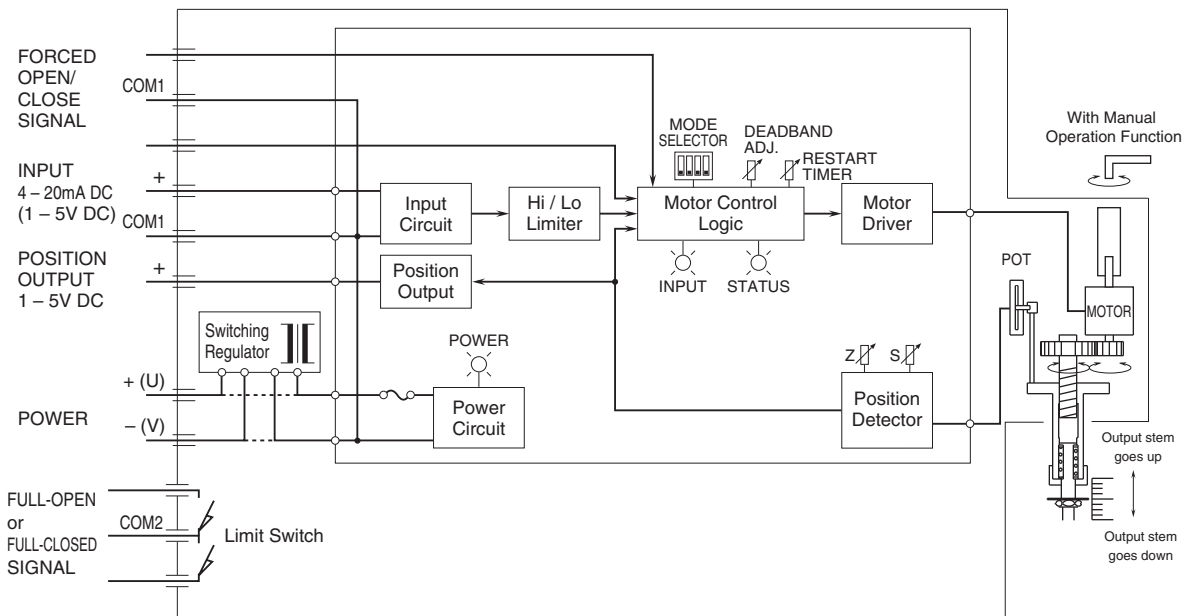 FORCED
OPEN/
CLOSE
SIGNAL
COM1
INPUT
4 – 20mA DC
(1 – 5V DC)
+
COM1
POSITION
OUTPUT
1 – 5V DC
+
Switching
Regulator
+ (U)
POWER
– (V)
FULL-OPEN
or
FULL-CLOSED
SIGNAL
COM2
Limit Switch
Input
Circuit
Hi / Lo
Limiter
MODE
SELECTOR
DEADBAND
ADJ.
RESTART
TIMER
Motor Control
Logic
INPUT
STATUS
Motor
Driver
Position
Output
POWER
Power
Circuit
Z
S
Position
Detector
With Manual
Operation Function
POT
MOTOR
Output stem
goes up
Output stem
goes down